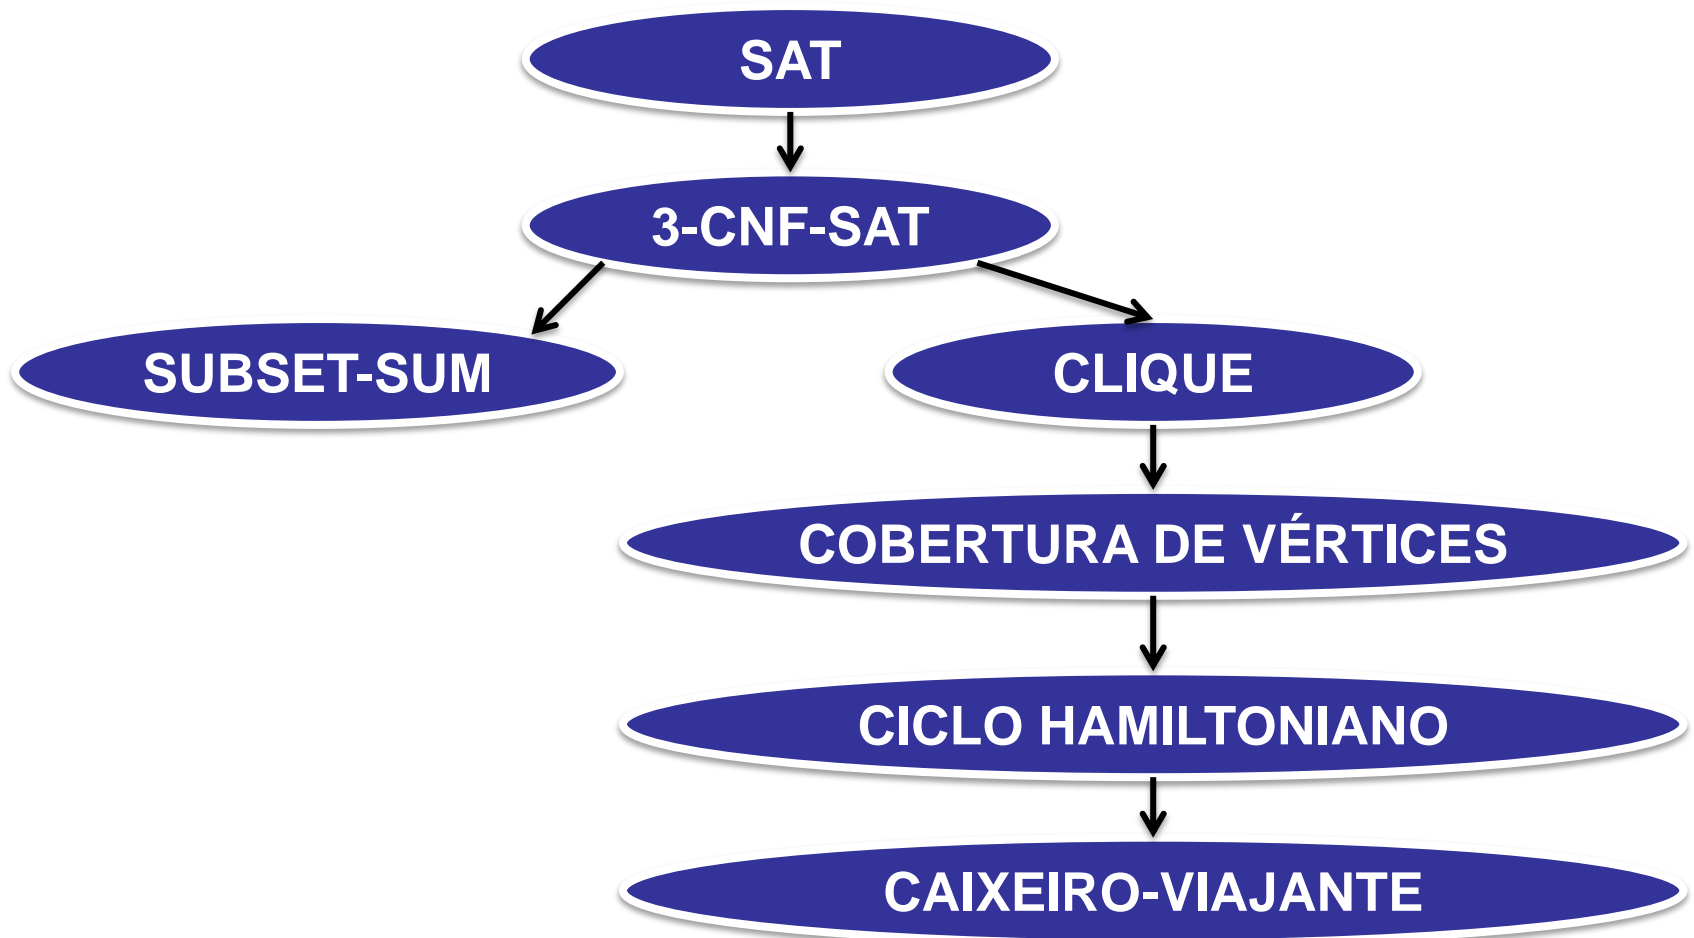 SAT
3-CNF-SAT
SUBSET-SUM
CLIQUE
COBERTURA DE VÉRTICES
CICLO HAMILTONIANO
CAIXEIRO-VIAJANTE